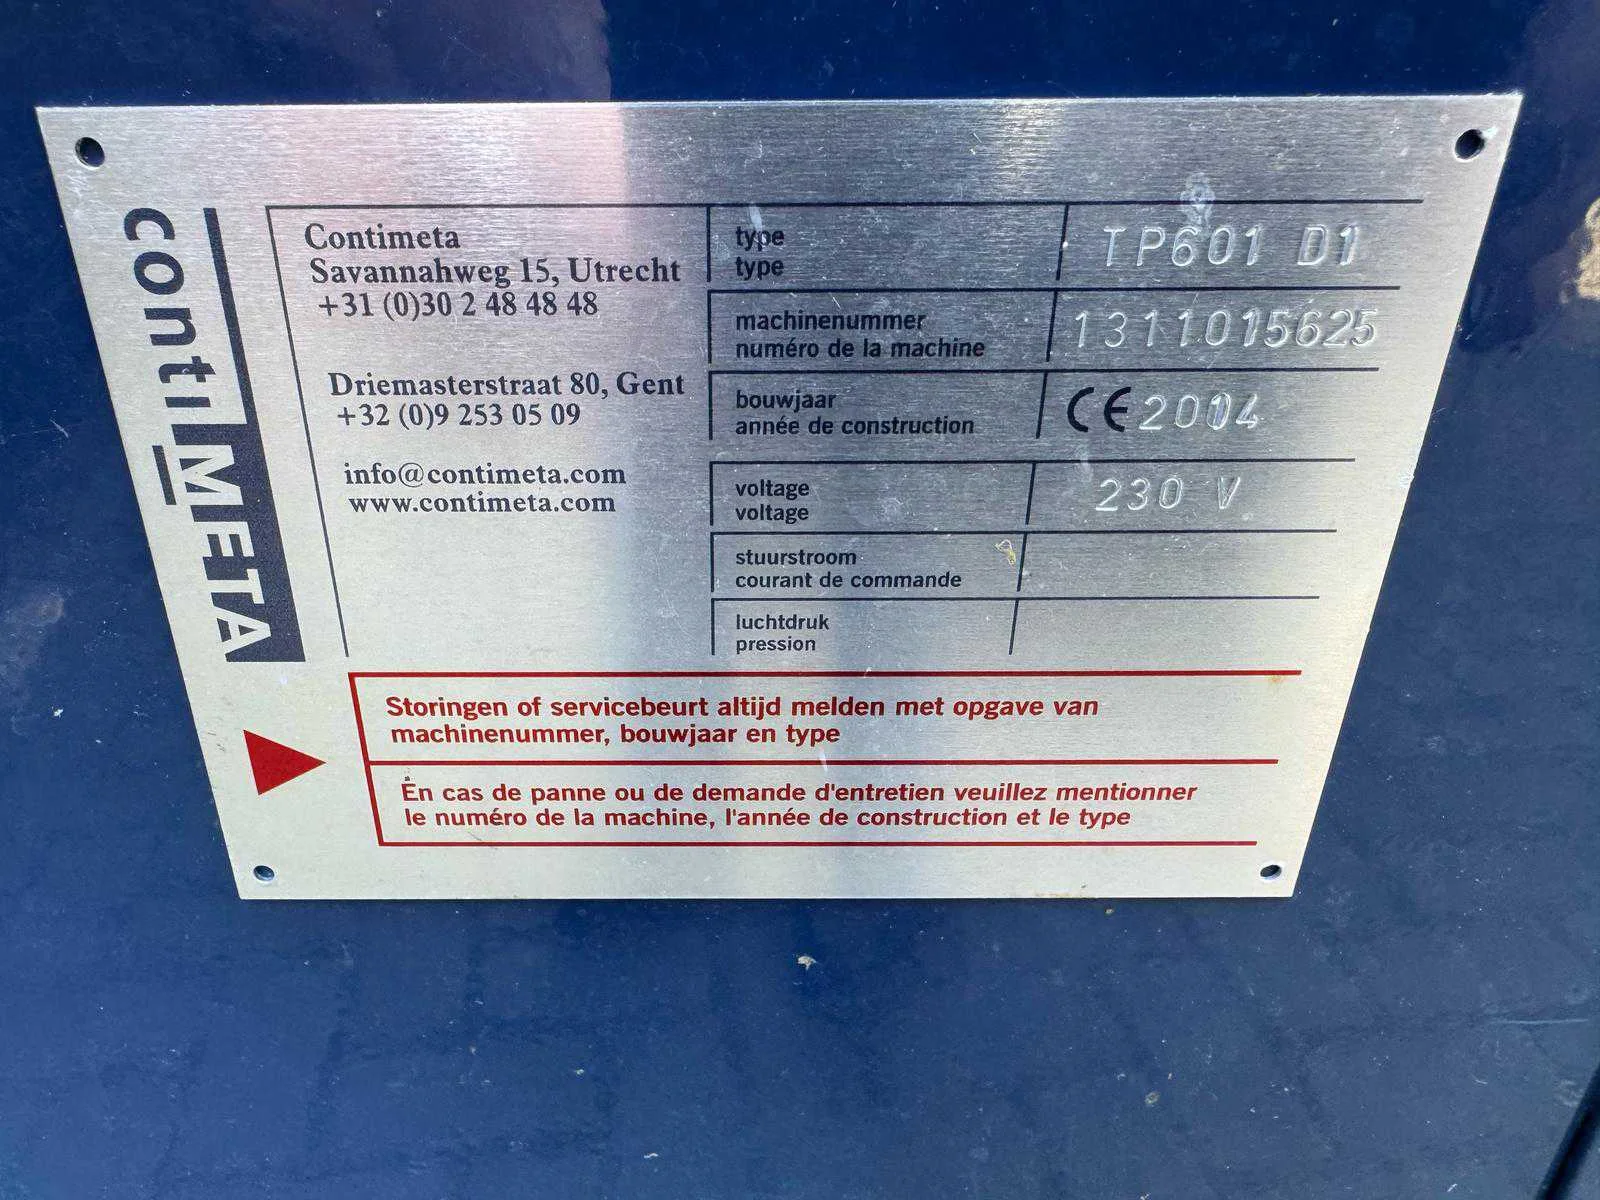 contiMETA
Contimeta
Savannahweg 15, Utrecht
+31 (0)30 2 48 48 48
Driemasterstraat 80, Gent
+32 (0)9 253 05 09
info@contimeta.com
www.contimeta.com
type
type
TP601 D1
machinenummer
numéro de la machine
1311015625
bouwjaar
année de construction
CE 2014
voltage
voltage
230 V
stuurstroom
courant de commande
luchtdruk
pression
Storingen of servicebeurt altijd melden met opgave van
machinenummer, bouwjaar en type
En cas de panne ou de demande d'entretien veuillez mentionner
le numéro de la machine, l'année de construction et le type